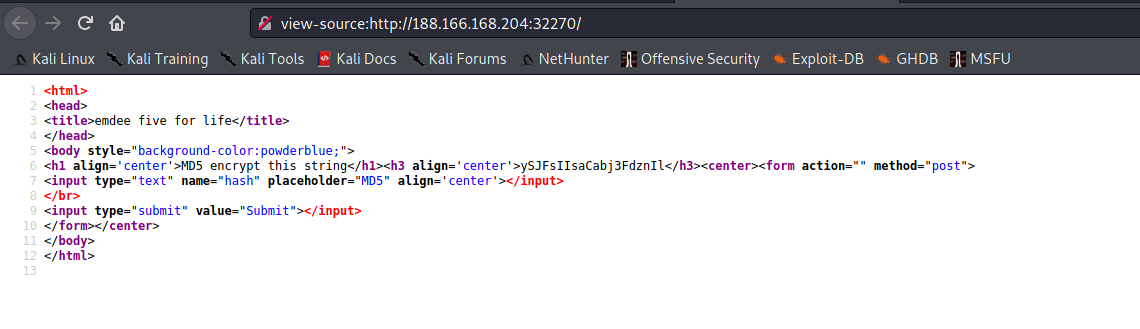 view-source:http://188.166.168.204:32270/
Kali Linux Kali Training Kali Tools Kali Docs Kali Forums NetHunter Offensive Security Exploit-DB GHDB MSFU
1 <html>
2 <head>
3 <title>emdee five for life</title>
4 </head>
5 <body style="background-color:powderblue;">
6 <h1 align='center'>MD5 encrypt this string</h1><h3 align='center'>ySJFsIIsaCabj3FdznIl</h3><center><form action="" method="post">
7 <input type="text" name="hash" placeholder="MD5" align='center'></input>
8 </br>
9 <input type="submit" value="Submit"></input>
10 </form></center>
11 </body>
12 </html>
13